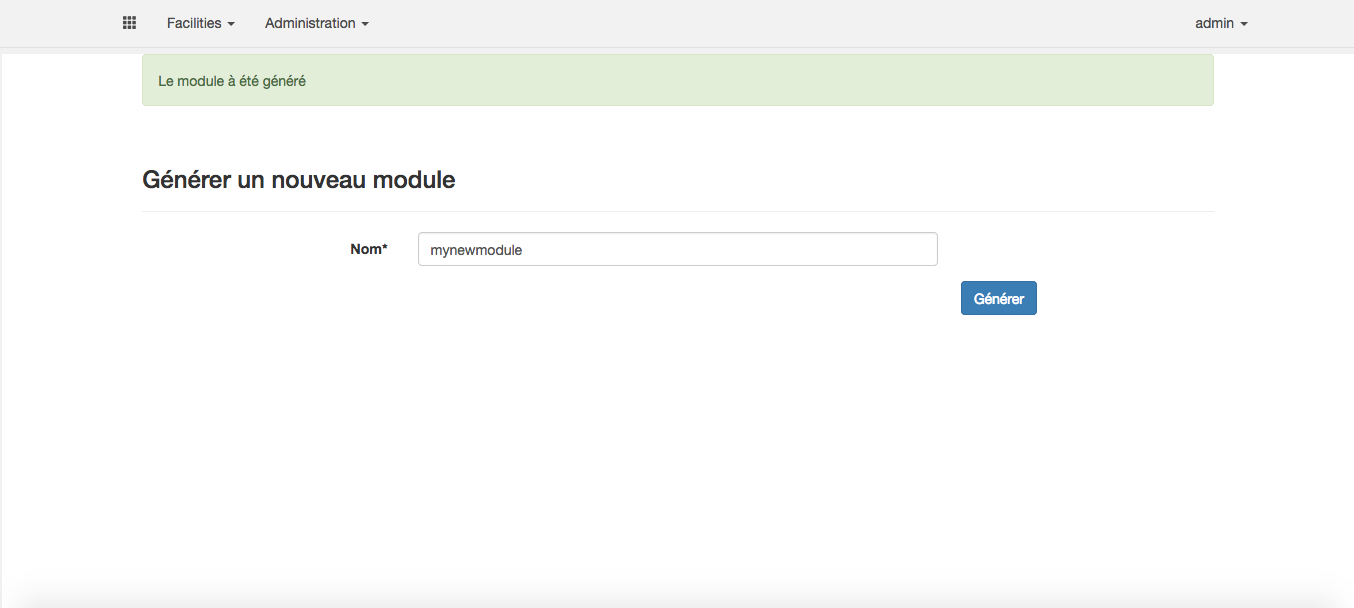 Facilities Administration admin
Le module à été généré
Générer un nouveau module
Nom* mynewmodule
Générer